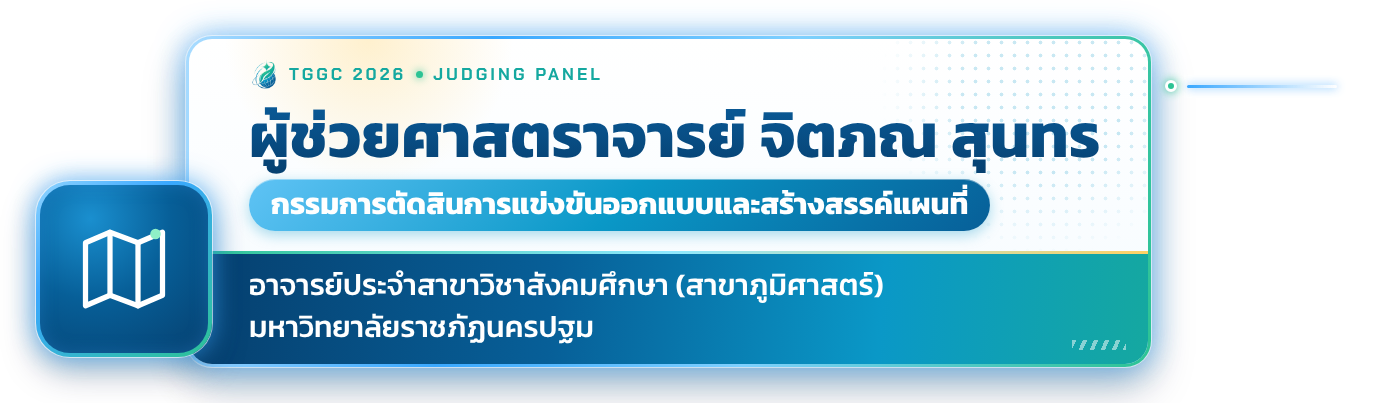 TGGC 2026 • JUDGING PANEL
ผู้ช่วยศาสตราจารย์ จิตภณ สุนทร
กรรมการตัดสินการแข่งขันออกแบบและสร้างสรรค์แผนที่
อาจารย์ประจำสาขาวิชาสังคมศึกษา (สาขาภูมิศาสตร์)
มหาวิทยาลัยราชภัฏนครปฐม